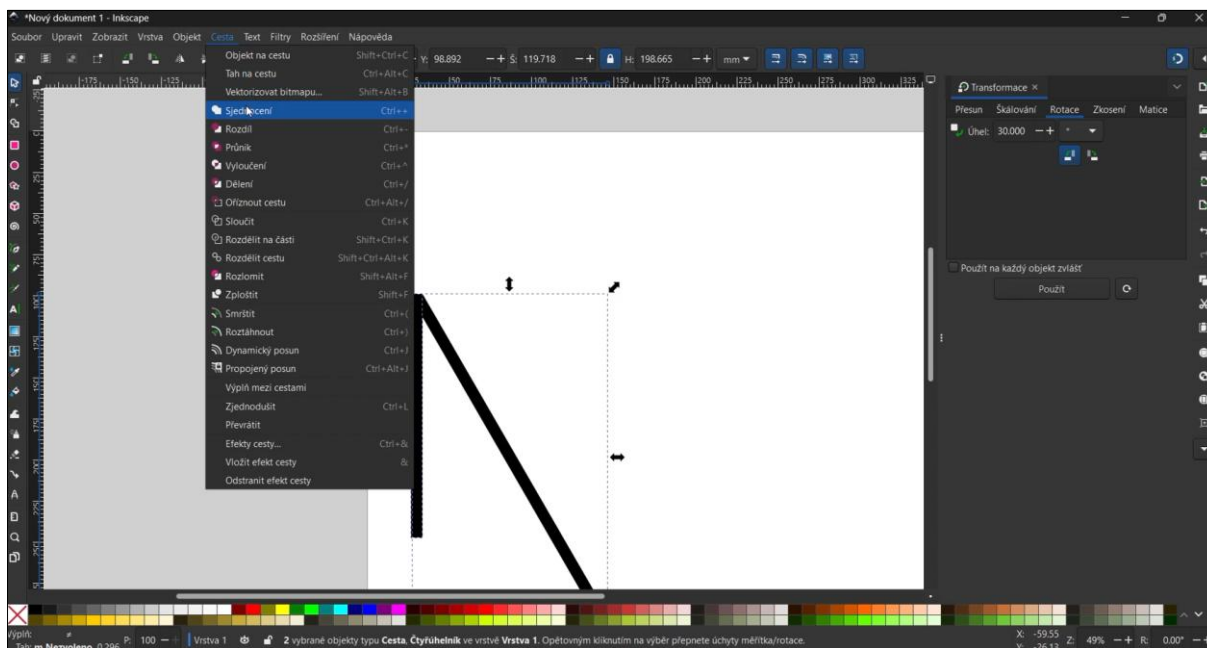 *Nový dokument 1 - Inkscape
Soubor Upravit Zobrazit Vrstva Objekt Cesta Text Filtry Rozšíření Nápověda
Y: 98.892 − + Š: 119.718 − + V: 198.665 − + mm
Objekt na cestu Shift+Ctrl+C
Tah na cestu Ctrl+Alt+C
Vektorizovat bitmapu... Shift+Alt+B
Sjednocení Ctrl++
Rozdíl Ctrl+-
Průnik Ctrl+*
Vyloučení Ctrl+^
Dělení Ctrl+/
Oříznout cestu Ctrl+Alt+/
Sloučit Ctrl+K
Rozdělit na části Shift+Ctrl+K
Rozdělit cestu Shift+Ctrl+Alt+K
Rozlomit Shift+Alt+F
Zploštit Shift+F
Smrštit Ctrl+(
Roztáhnout Ctrl+)
Dynamický posun Ctrl+J
Propojený posun Ctrl+Alt+J
Výplň mezi cestami
Zjednodušit Ctrl+L
Převrátit
Efekty cesty... Ctrl+&
Vložit efekt cesty &
Odstranit efekt cesty
Transformace ×
Přesun Škálování Rotace Zkosení Matice
Úhel: 30.000 − + °
Použít na každý objekt zvlášť
Použít
Výplň:
P: 100 − + Vrstva 1 2 vybrané objekty typu Cesta, Čtyřúhelník ve vrstvě Vrstva 1. Opětovným kliknutím na výběr přepnete úchyty měřítka/rotace.
X: -59.55 Z: 49% − + R: 0.00° − +